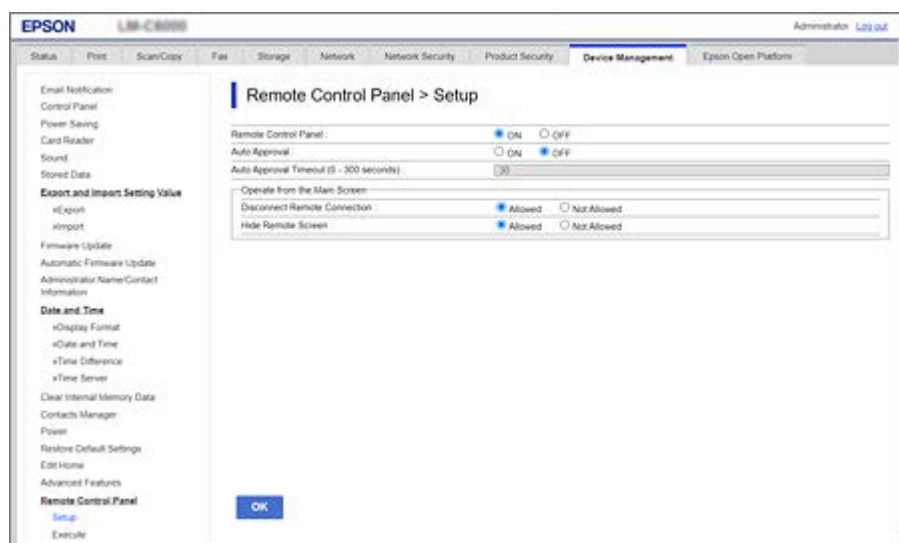 EPSON
Administrator Log out
Status Print Scan/Copy Fax Storage Network Network Security Product Security Device Management Epson Open Platform
Email Notification
Control Panel
Power Saving
Card Reader
Sound
Stored Data
Export and Import Setting Value
»Export
»Import
Firmware Update
Automatic Firmware Update
Administrator Name/Contact
Information
Date and Time
»Display Format
»Date and Time
»Time Difference
»Time Server
Clear Internal Memory Data
Contacts Manager
Power
Restore Default Settings
Edit Home
Advanced Features
Remote Control Panel
Setup
Execute
Remote Control Panel > Setup
Remote Control Panel : ON OFF
Auto Approval : ON OFF
Auto Approval Timeout (0 - 300 seconds) : 30
Operate from the Main Screen
Disconnect Remote Connection : Allowed Not Allowed
Hide Remote Screen : Allowed Not Allowed
OK